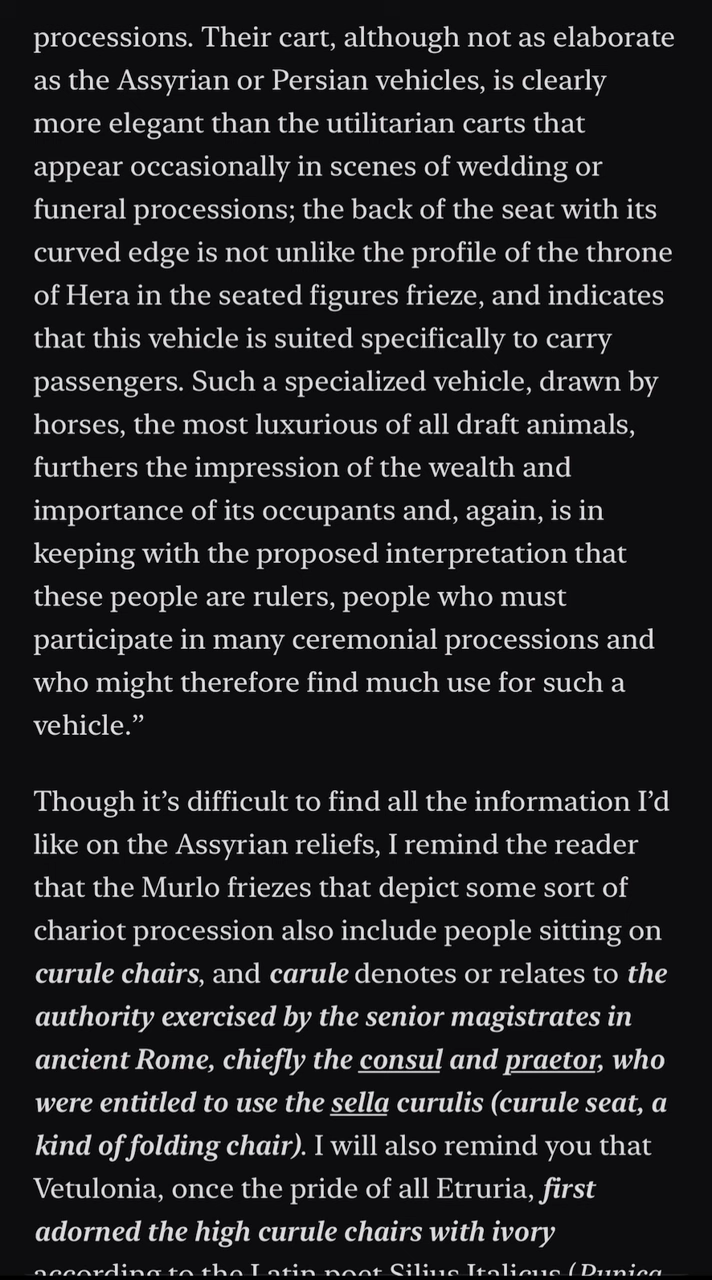 processions. Their cart, although not as elaborate
as the Assyrian or Persian vehicles, is clearly
more elegant than the utilitarian carts that
appear occasionally in scenes of wedding or
funeral processions; the back of the seat with its
curved edge is not unlike the profile of the throne
of Hera in the seated figures frieze, and indicates
that this vehicle is suited specifically to carry
passengers. Such a specialized vehicle, drawn by
horses, the most luxurious of all draft animals,
furthers the impression of the wealth and
importance of its occupants and, again, is in
keeping with the proposed interpretation that
these people are rulers, people who must
participate in many ceremonial processions and
who might therefore find much use for such a
vehicle.”
Though it’s difficult to find all the information I’d
like on the Assyrian reliefs, I remind the reader
that the Murlo friezes that depict some sort of
chariot procession also include people sitting on
curule chairs, and carule denotes or relates to the
authority exercised by the senior magistrates in
ancient Rome, chiefly the consul and praetor, who
were entitled to use the sella curulis (curule seat, a
kind of folding chair). I will also remind you that
Vetulonia, once the pride of all Etruria, first
adorned the high curule chairs with ivory
according to the Latin poet Silius Italicus (Punica